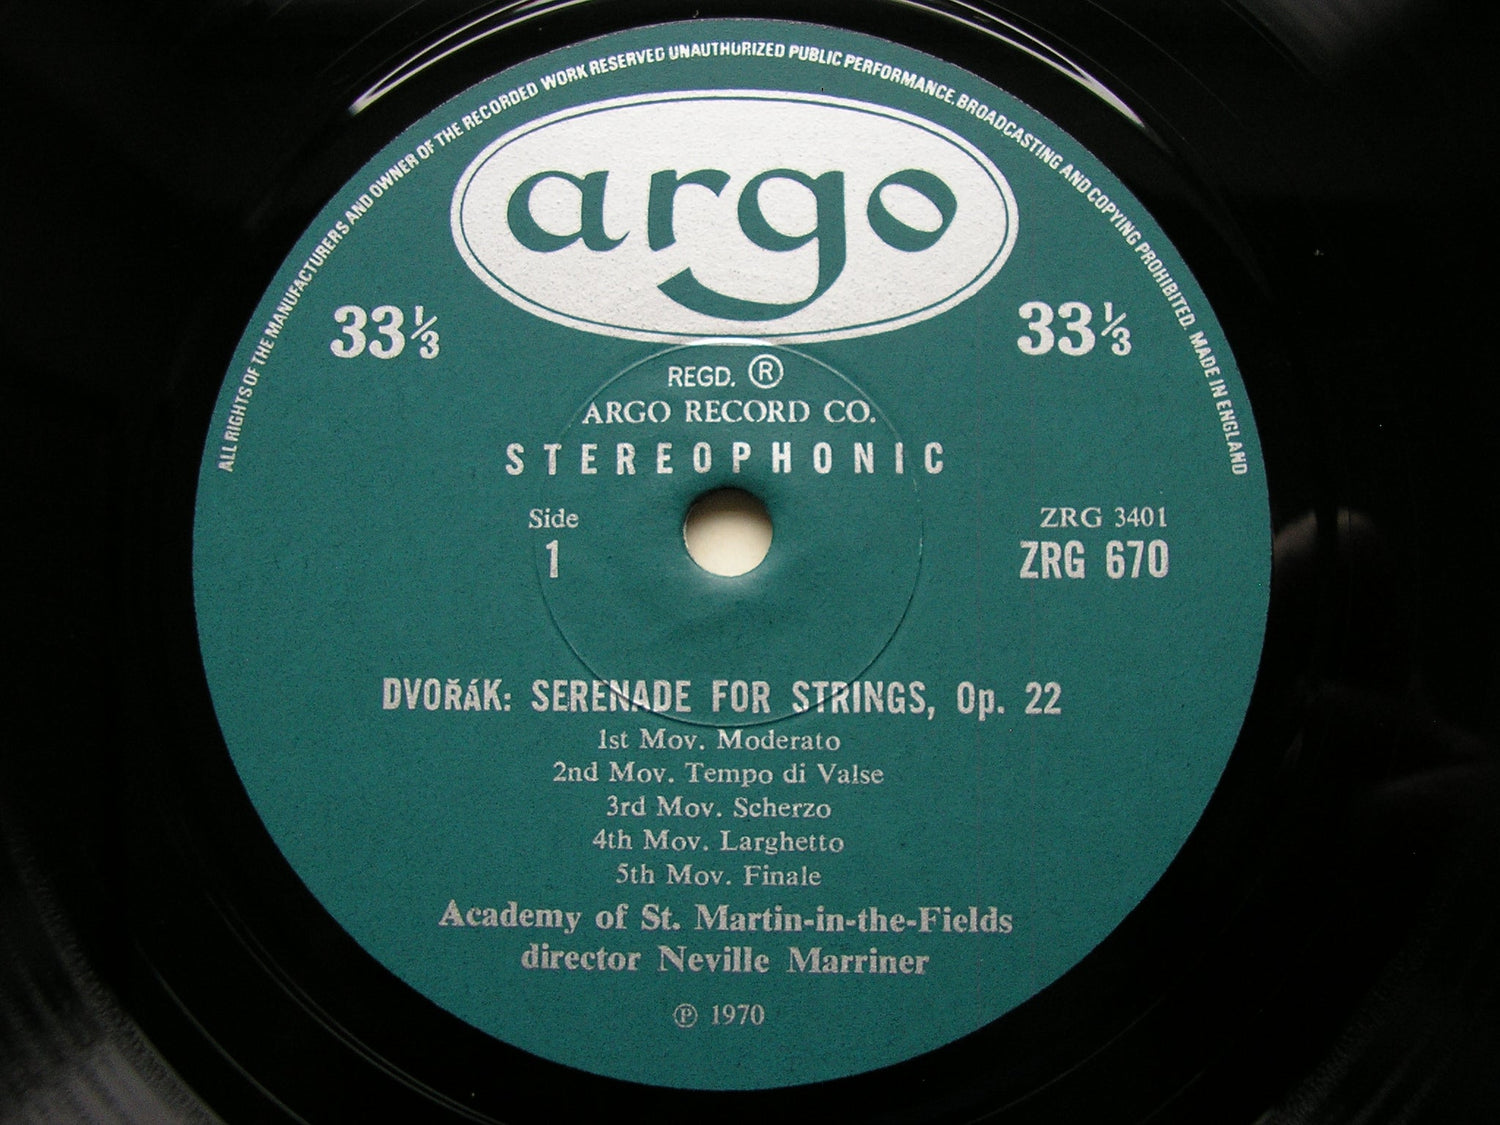 ALL RIGHTS OF THE MANUFACTURERS AND OWNER OF THE RECORDED WORK RESERVED UNAUTHORIZED PUBLIC PERFORMANCE, BROADCASTING AND COPYING PROHIBITED. MADE IN ENGLAND
argo
33⅓ 33⅓
REGD. ®
ARGO RECORD CO.
STEREOPHONIC
Side ZRG 3401
1 ZRG 670
DVOŘÁK: SERENADE FOR STRINGS, Op. 22
1st Mov. Moderato
2nd Mov. Tempo di Valse
3rd Mov. Scherzo
4th Mov. Larghetto
5th Mov. Finale
Academy of St. Martin-in-the-Fields
director Neville Marriner
℗ 1970